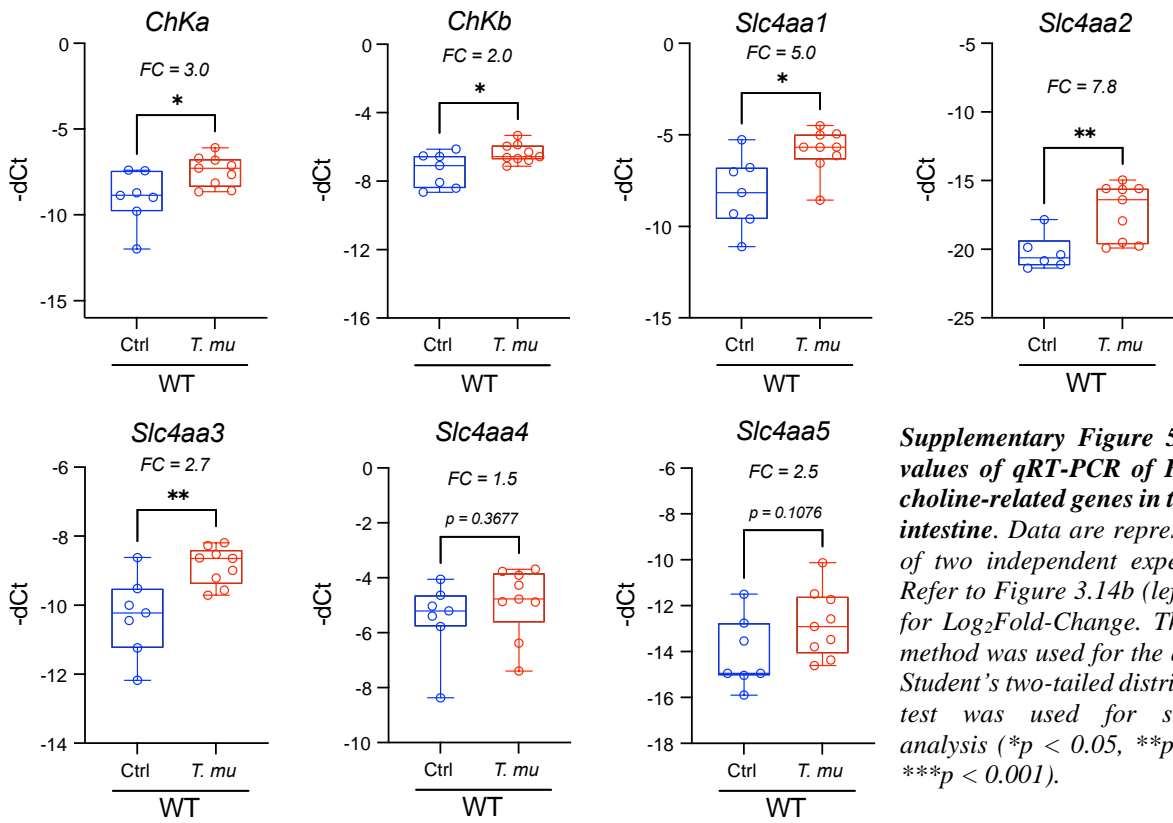 ChKa
ChKb
Slc4aa1
Slc4aa2
0
-5
-10
-15
-dCt
FC = 3.0
*
Ctrl
T. mu
WT
0
-4
-8
-12
-16
-dCt
FC = 2.0
*
Ctrl
T. mu
WT
0
-5
-10
-15
-dCt
FC = 5.0
*
Ctrl
T. mu
WT
-5
-10
-15
-20
-25
-dCt
FC = 7.8
**
Ctrl
T. mu
WT
Slc4aa3
Slc4aa4
Slc4aa5
-6
-8
-10
-12
-14
-dCt
FC = 2.7
**
Ctrl
T. mu
WT
0
-2
-4
-6
-8
-10
-dCt
FC = 1.5
p = 0.3677
Ctrl
T. mu
WT
-6
-8
-10
-12
-14
-16
-18
-dCt
FC = 2.5
p = 0.1076
Ctrl
T. mu
WT
Supplementary Figure 5
values of qRT-PCR of
choline-related genes in
intestine. Data are
of two independent
Refer to Figure 3.14b
for Log₂Fold-Change.
method was used for the
Student's two-tailed
test was used for
analysis (*p < 0.05, **p
***p < 0.001).